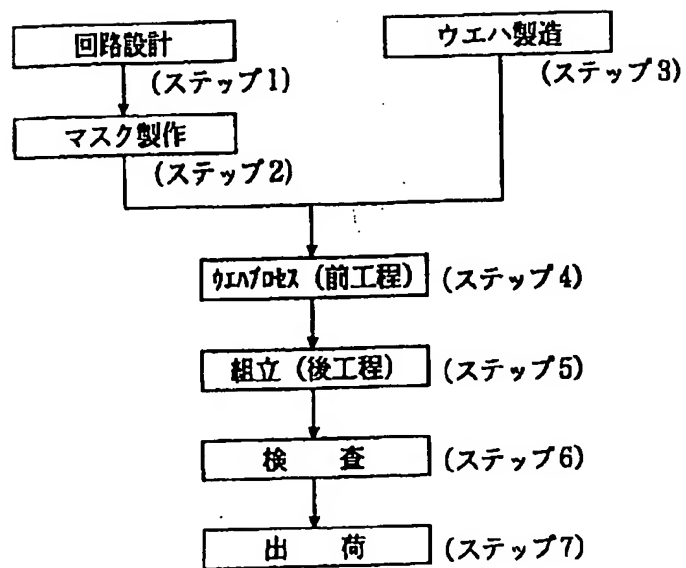 回路設計
(ステップ1)
マスク製作
(ステップ2)
ウエハ製造
(ステップ3)
ウエハプロセス (前工程)
(ステップ4)
組立 (後工程)
(ステップ5)
検 査
(ステップ6)
出 荷
(ステップ7)